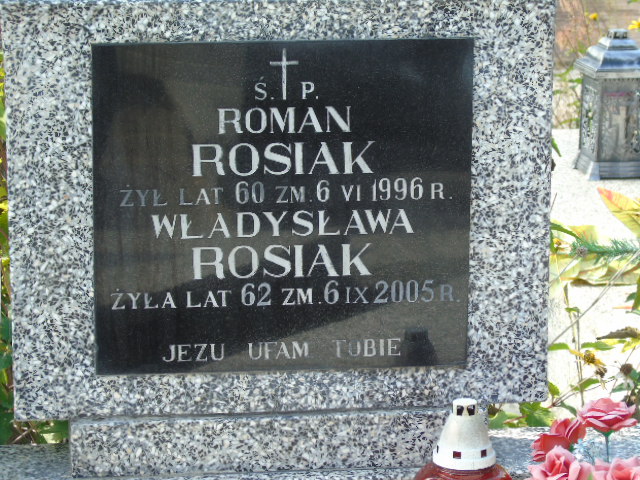 Ś. P.
ROMAN
ROSIAK
ŻYŁ LAT 60 ZM. 6 VI 1996 R.
WŁADYSŁAWA
ROSIAK
ŻYŁA LAT 62 ZM. 6 IX 2005 R.
JEZU UFAM TOBIE